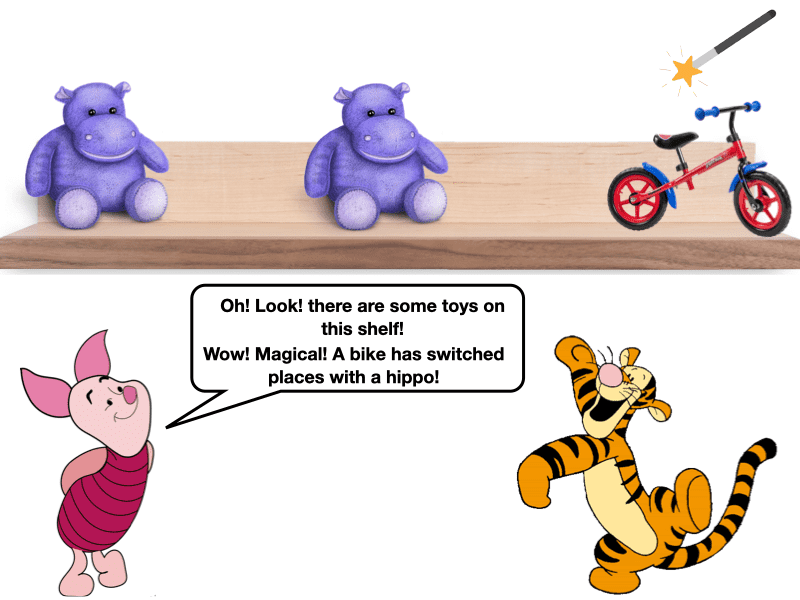 Oh! Look! there are some toys on
this shelf!
Wow! Magical! A bike has switched
places with a hippo!